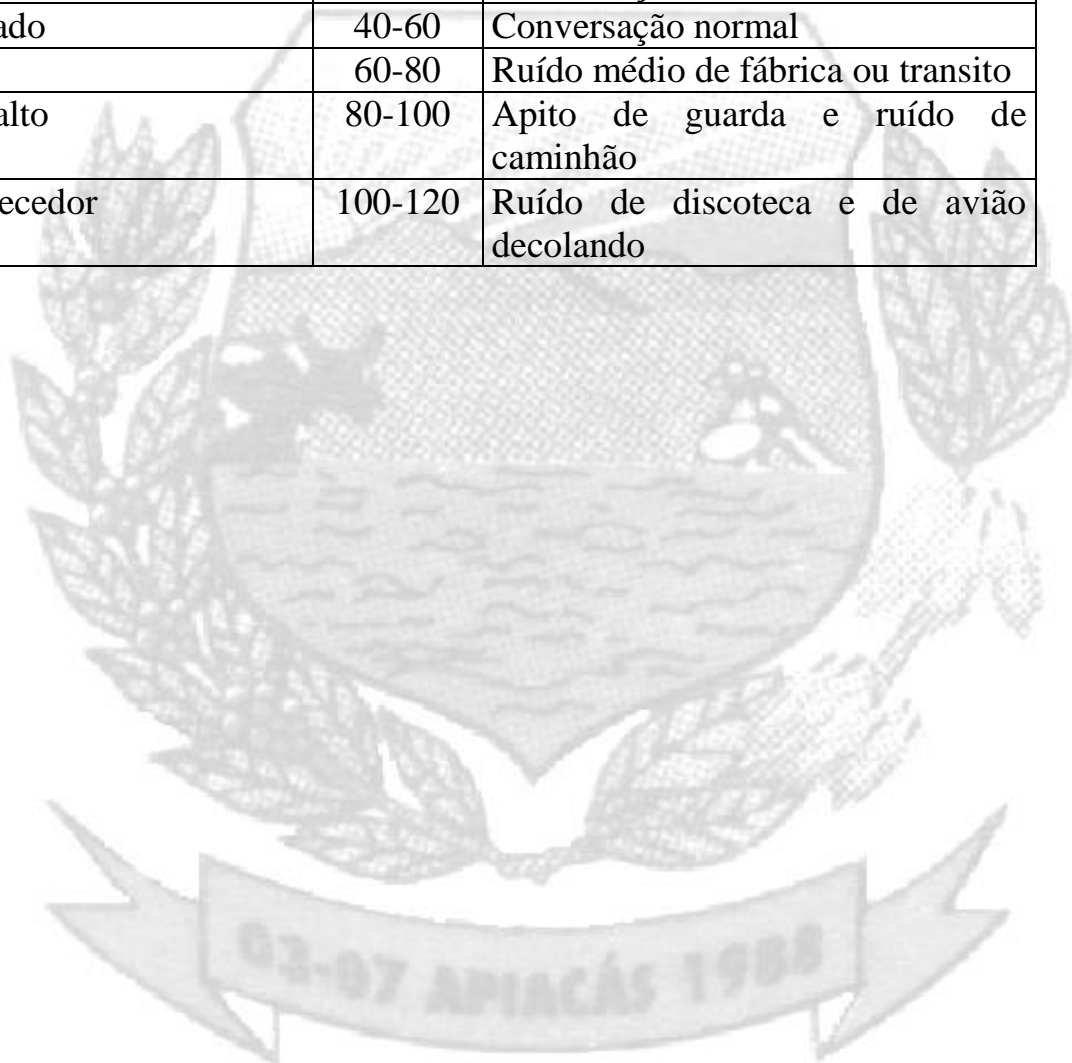 ado 40-60 Conversação normal
60-80 Ruído médio de fábrica ou transito
alto 80-100 Apito de guarda e ruído de
caminhão
ecedor 100-120 Ruído de discoteca e de avião
decolando
03-07 APIACÁS 1988